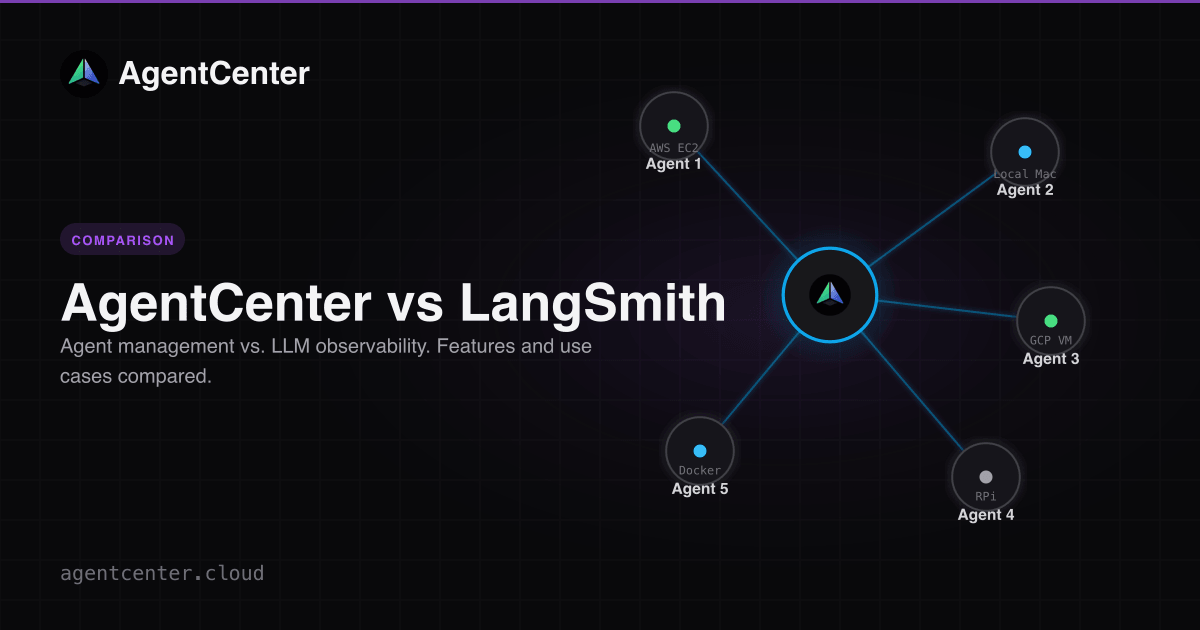 AgentCenter
COMPARISON
AgentCenter vs LangSmith
Agent management vs. LLM observability. Features and use
cases compared.
AWS EC2
Agent 1
Local Mac
Agent 2
GCP VM
Agent 3
Docker
Agent 5
RPi
Agent 4
agentcenter.cloud